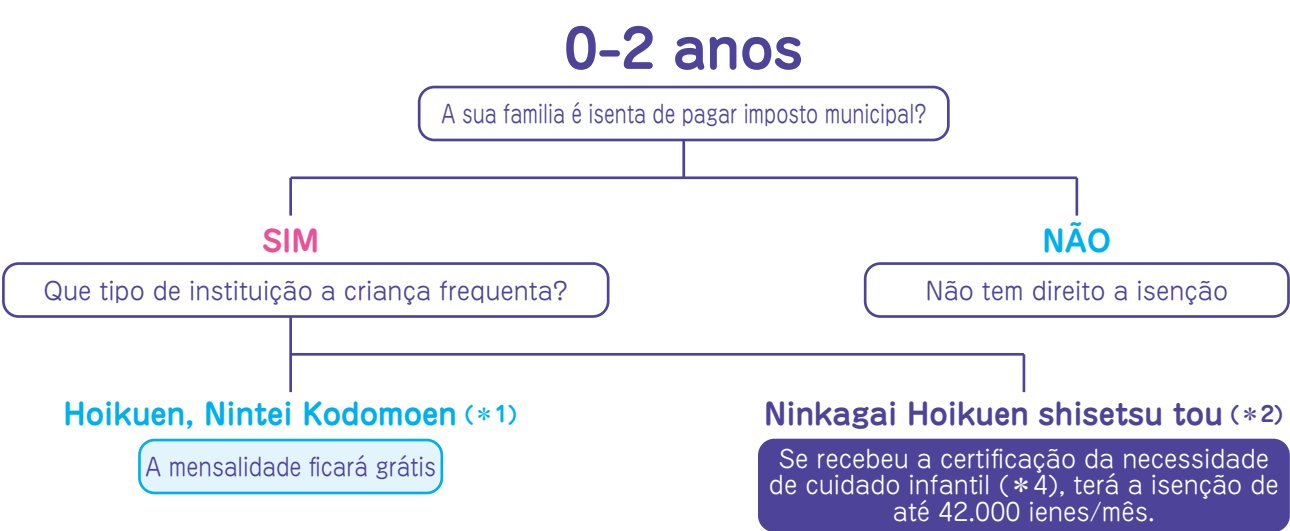 0-2 anos
A sua familia é isenta de pagar imposto municipal?
SIM
NÃO
Que tipo de instituição a criança frequenta?
Não tem direito a isenção
Hoikuen, Nintei Kodomoen (*1)
Ninkagai Hoikuen shisetsu tou (*2)
A mensalidade ficará grátis
Se recebeu a certificação da necessidade
de cuidado infantil (*4), terá a isenção de
até 42.000 ienes/mês.